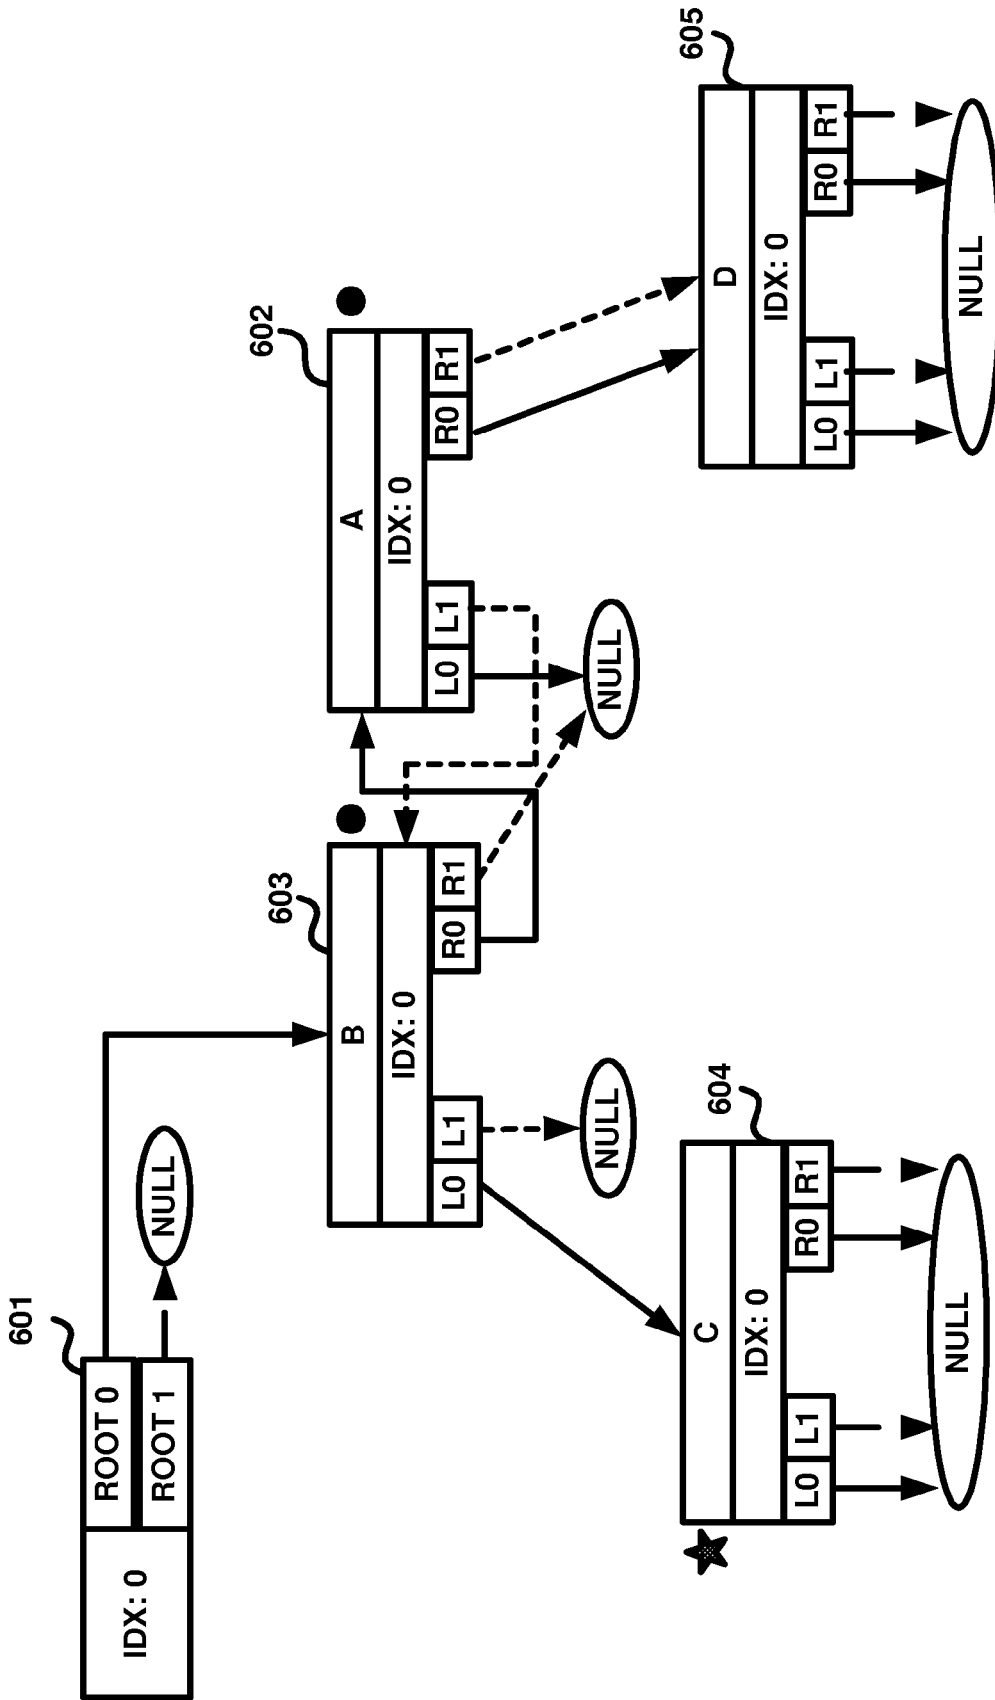 601
IDX: 0
ROOT 0
ROOT 1
NULL
603
B
IDX: 0
L0 L1 R0 R1
NULL
602
A
IDX: 0
L0 L1 R0 R1
NULL
604
C
IDX: 0
L0 L1 R0 R1
NULL
605
D
IDX: 0
L0 L1 R0 R1
NULL